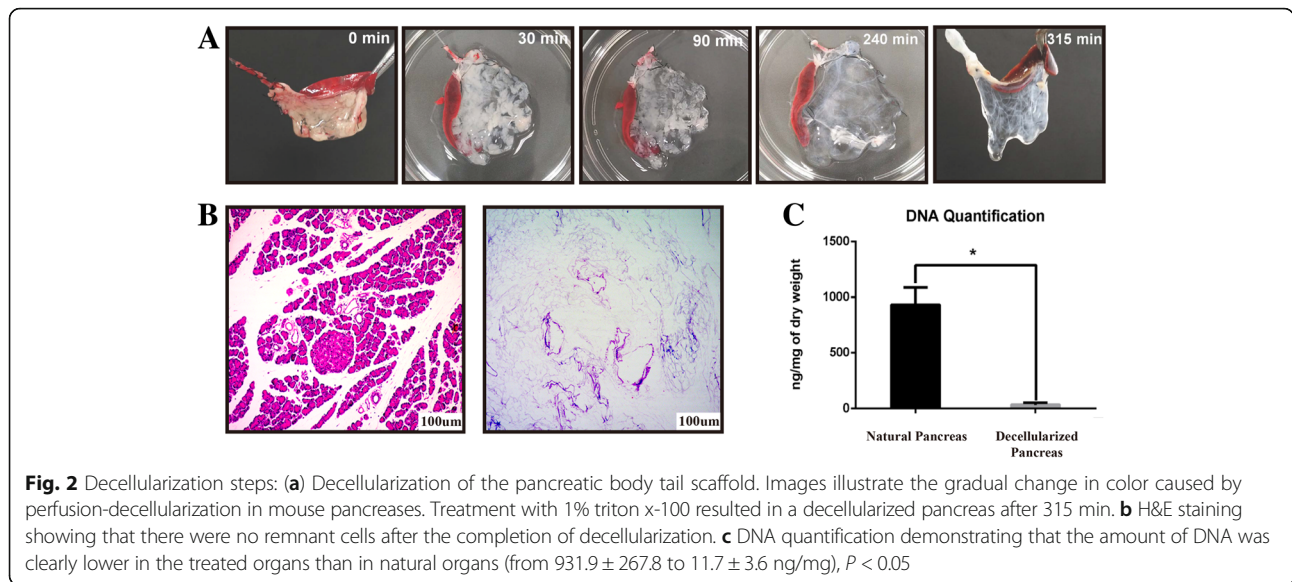 A
0 min
30 min
90 min
240 min
315 min
B
100um
100um
C
DNA Quantification
*
1500
1000
500
0
ng/mg of dry weight
Natural Pancreas
Decellularized
Pancreas
Fig. 2 Decellularization steps: (a) Decellularization of the pancreatic body tail scaffold. Images illustrate the gradual change in color caused by
perfusion-decellularization in mouse pancreases. Treatment with 1% triton x-100 resulted in a decellularized pancreas after 315 min. b H&E staining
showing that there were no remnant cells after the completion of decellularization. c DNA quantification demonstrating that the amount of DNA was
clearly lower in the treated organs than in natural organs (from 931.9 ± 267.8 to 11.7 ± 3.6 ng/mg), P < 0.05